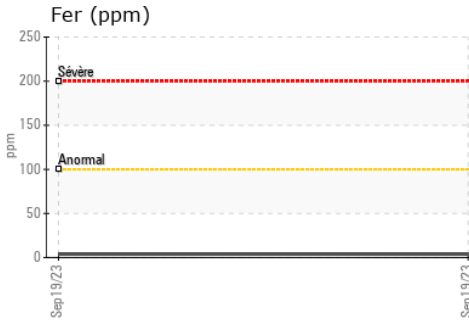 Fer (ppm)
250
200
150
100
50
0
ppm
Sévère
Anormal
Sep19/23
Sep19/23